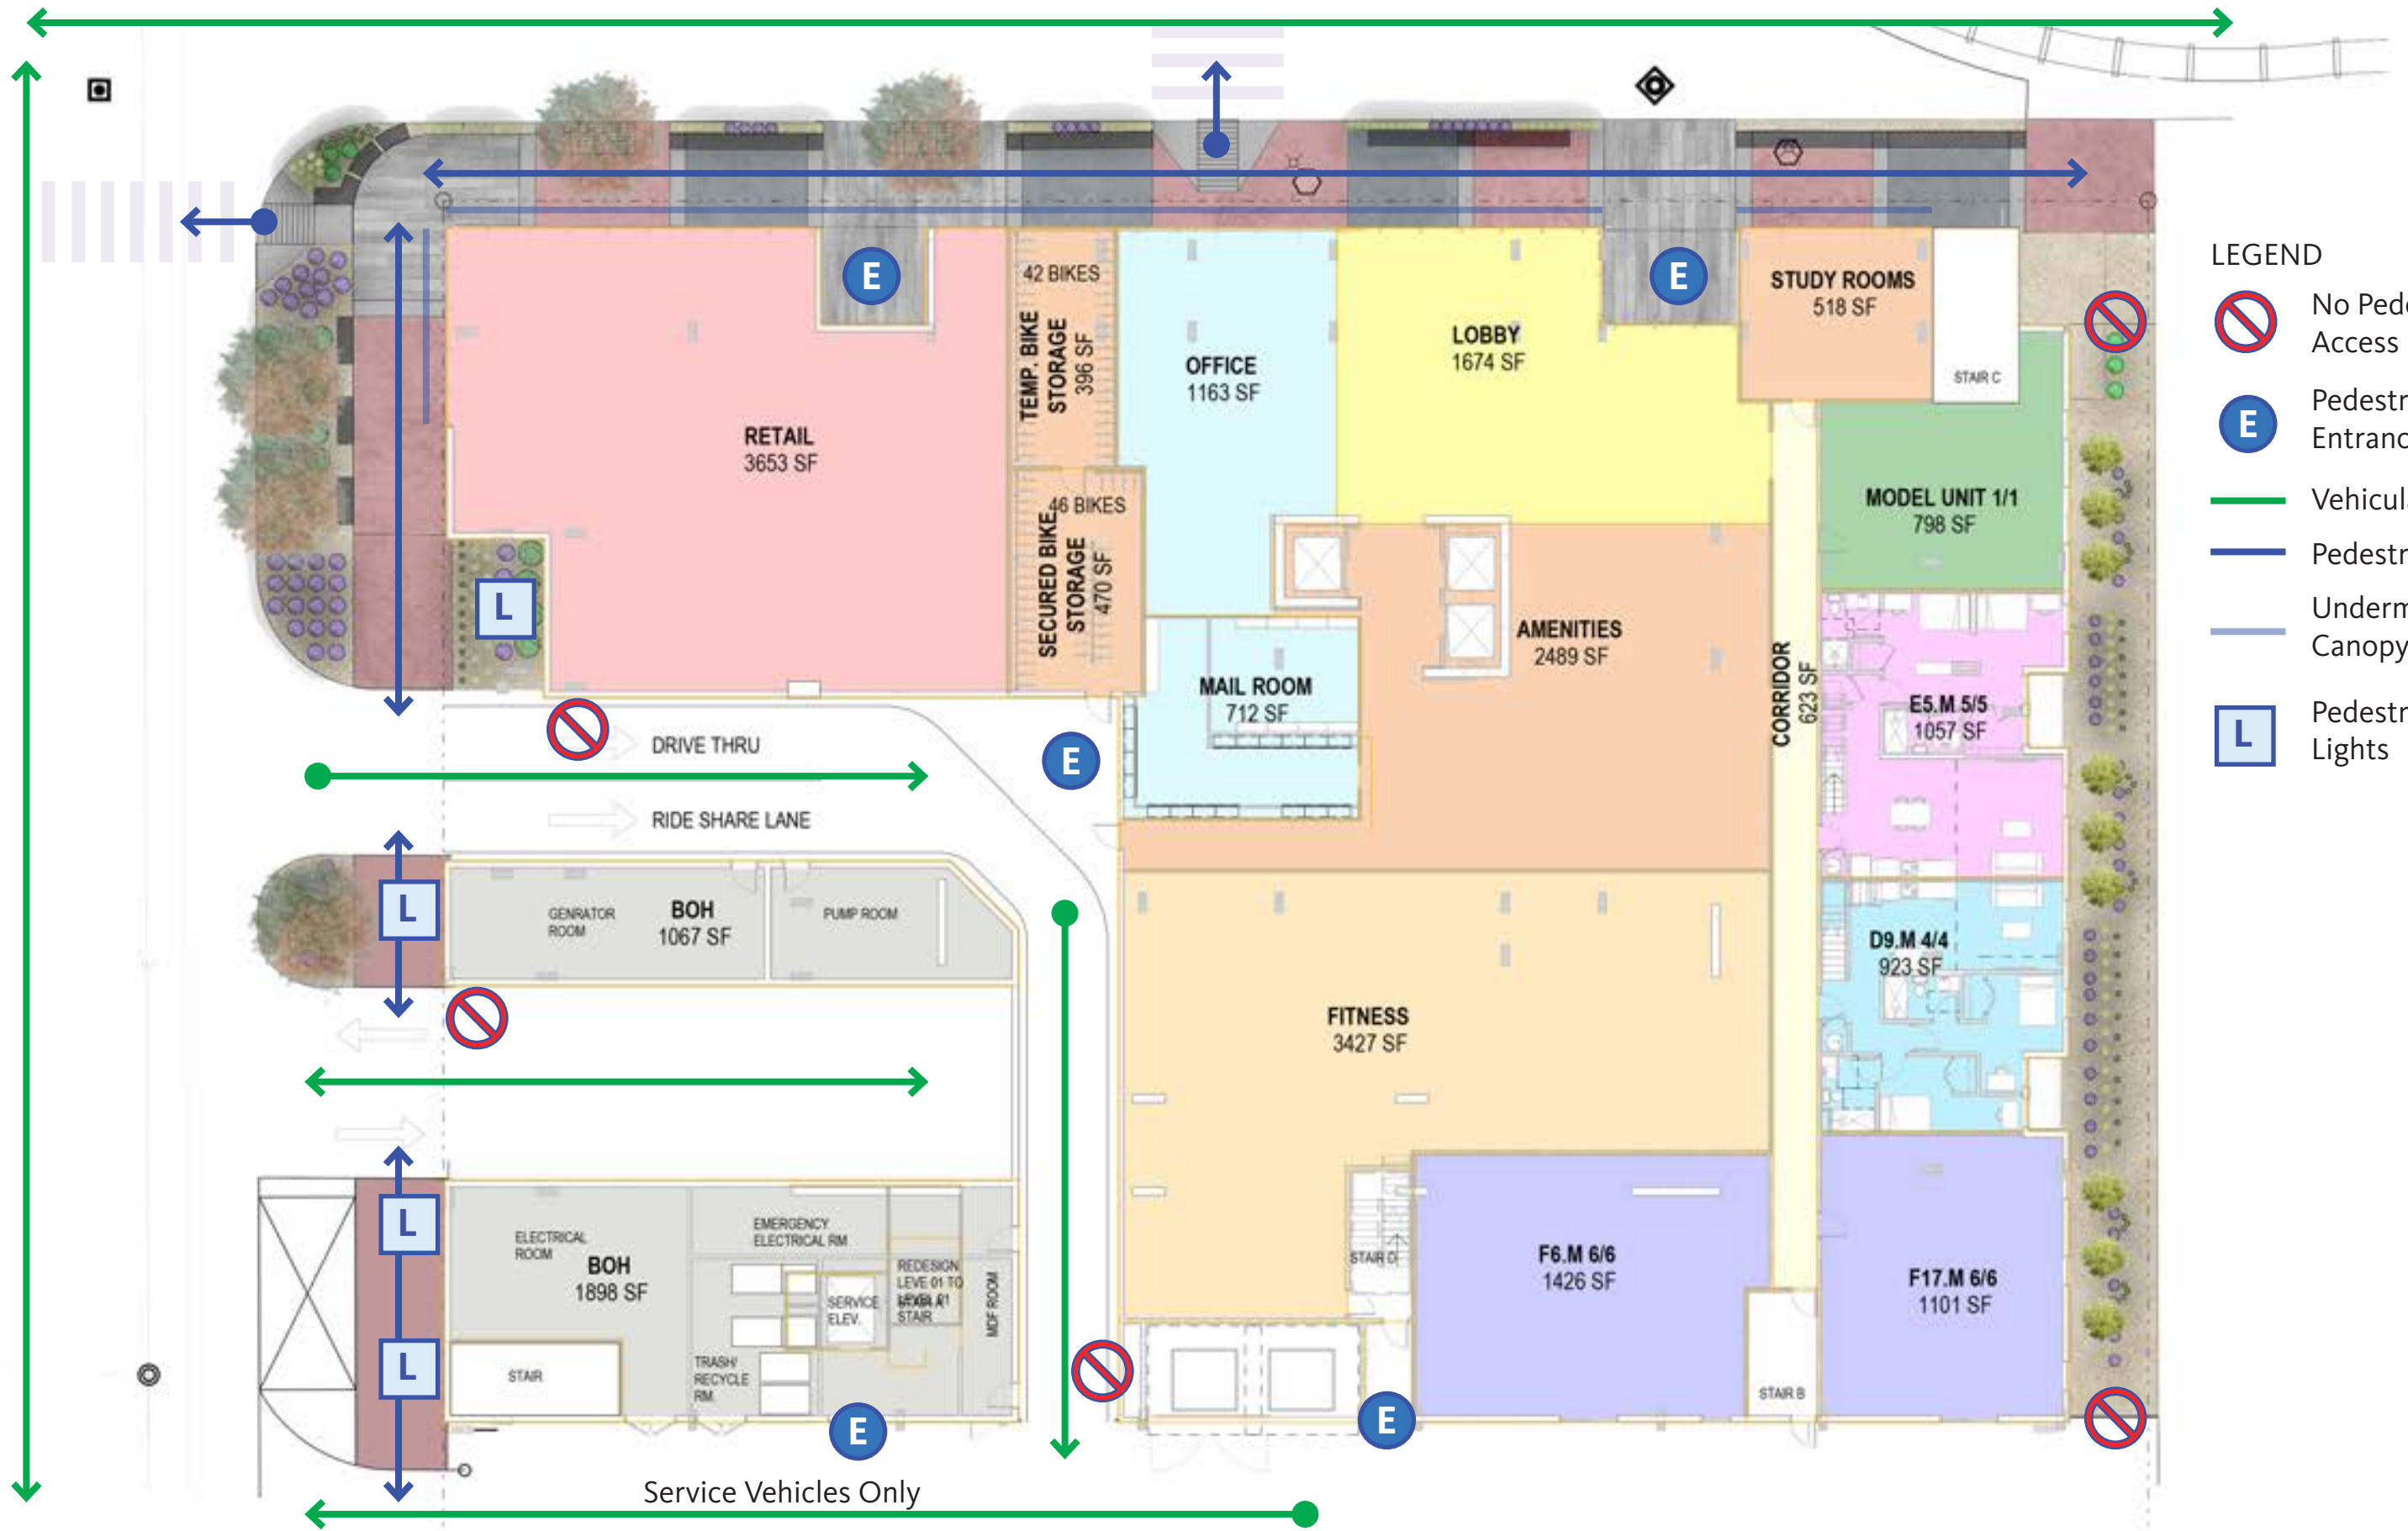 E
E
42 BIKES
TEMP. BIKE
STORAGE
396 SF
OFFICE
1163 SF
LOBBY
1674 SF
STUDY ROOMS
518 SF
STAIR C
RETAIL
3653 SF
46 BIKES
SECURED BIKE
STORAGE
470 SF
MODEL UNIT 1/1
798 SF
L
AMENITIES
2489 SF
MAIL ROOM
712 SF
CORRIDOR
623 SF
E5.M 5/5
1057 SF
DRIVE THRU
E
RIDE SHARE LANE
L
GENRATOR
ROOM
BOH
1067 SF
PUMP ROOM
D9.M 4/4
923 SF
FITNESS
3427 SF
L
ELECTRICAL
ROOM
BOH
1898 SF
EMERGENCY
ELECTRICAL RM
REDESIGN
LEVE 01 TO
STAIR
SERVICE
ELEV.
MDF ROOM
STAIR D
F6.M 6/6
1426 SF
F17.M 6/6
1101 SF
L
STAIR
TRASH/
RECYCLE
RM.
STAIR B
E
E
Service Vehicles Only
LEGEND
No Pede
Access
E
Pedestr
Entranc
Vehicul
Pedestr
Underm
Canopy
L
Pedestr
Lights